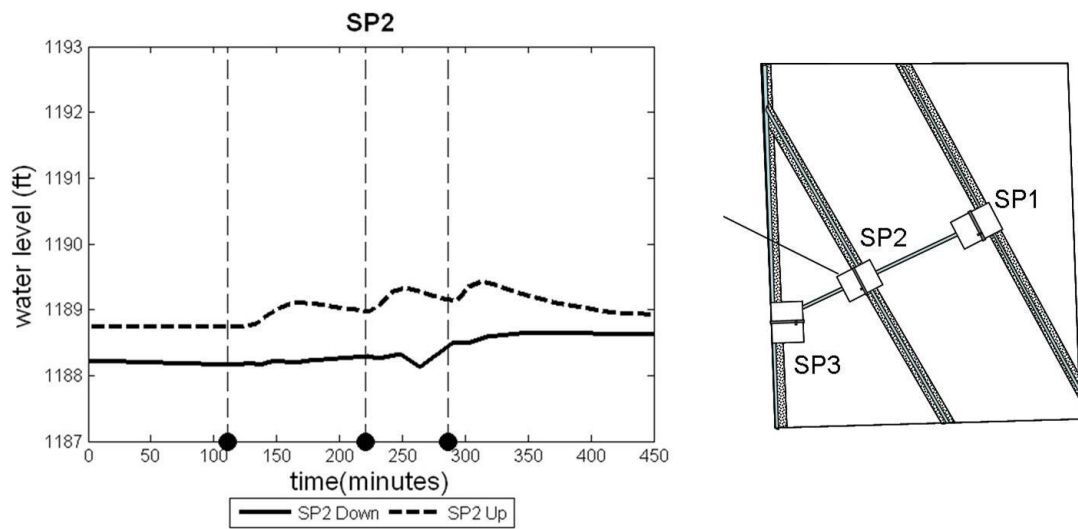 SP2
1193
1192
1191
1190
1189
1188
1187
water level (ft)
0 50 100 150 200 250 300 350 400 450
time(minutes)
SP2 Down SP2 Up
SP1
SP2
SP3